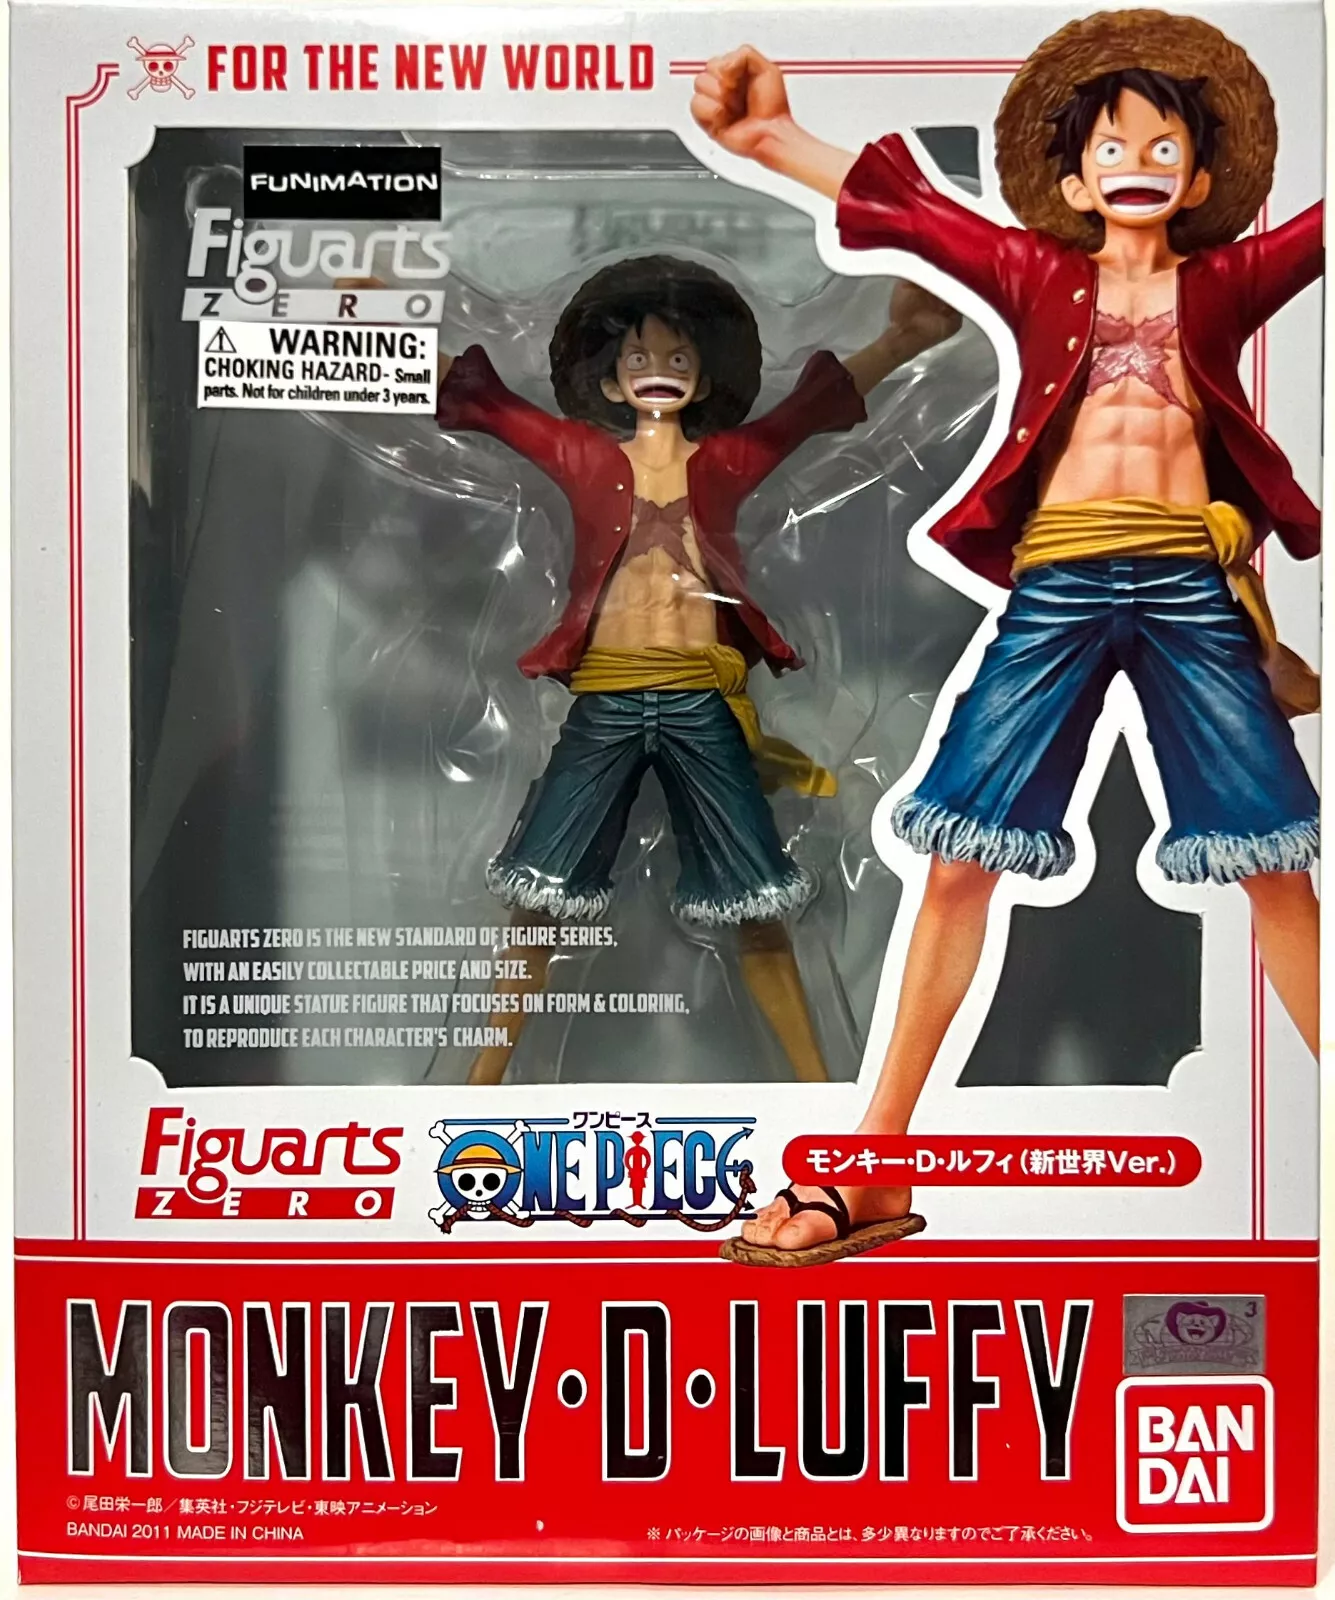 FOR THE NEW WORLD
FUNIMATION
Figuarts
ZERO
WARNING:
CHOKING HAZARD- Small
parts. Not for children under 3 years.
FIGUARTS ZERO IS THE NEW STANDARD OF FIGURE SERIES,
WITH AN EASILY COLLECTABLE PRICE AND SIZE.
IT IS A UNIQUE STATUE FIGURE THAT FOCUSES ON FORM & COLORING,
TO REPRODUCE EACH CHARACTER'S CHARM.
Figuarts
ZERO
ワンピース
ONE PIECE
モンキー・D・ルフィ(新世界Ver.)
MONKEY・D・LUFFY
3
BAN
DAI
©尾田栄一郎／集英社・フジテレビ・東映アニメーション
BANDAI 2011 MADE IN CHINA
※ パッケージの画像と商品とは、多少異なりますのでご了承ください。